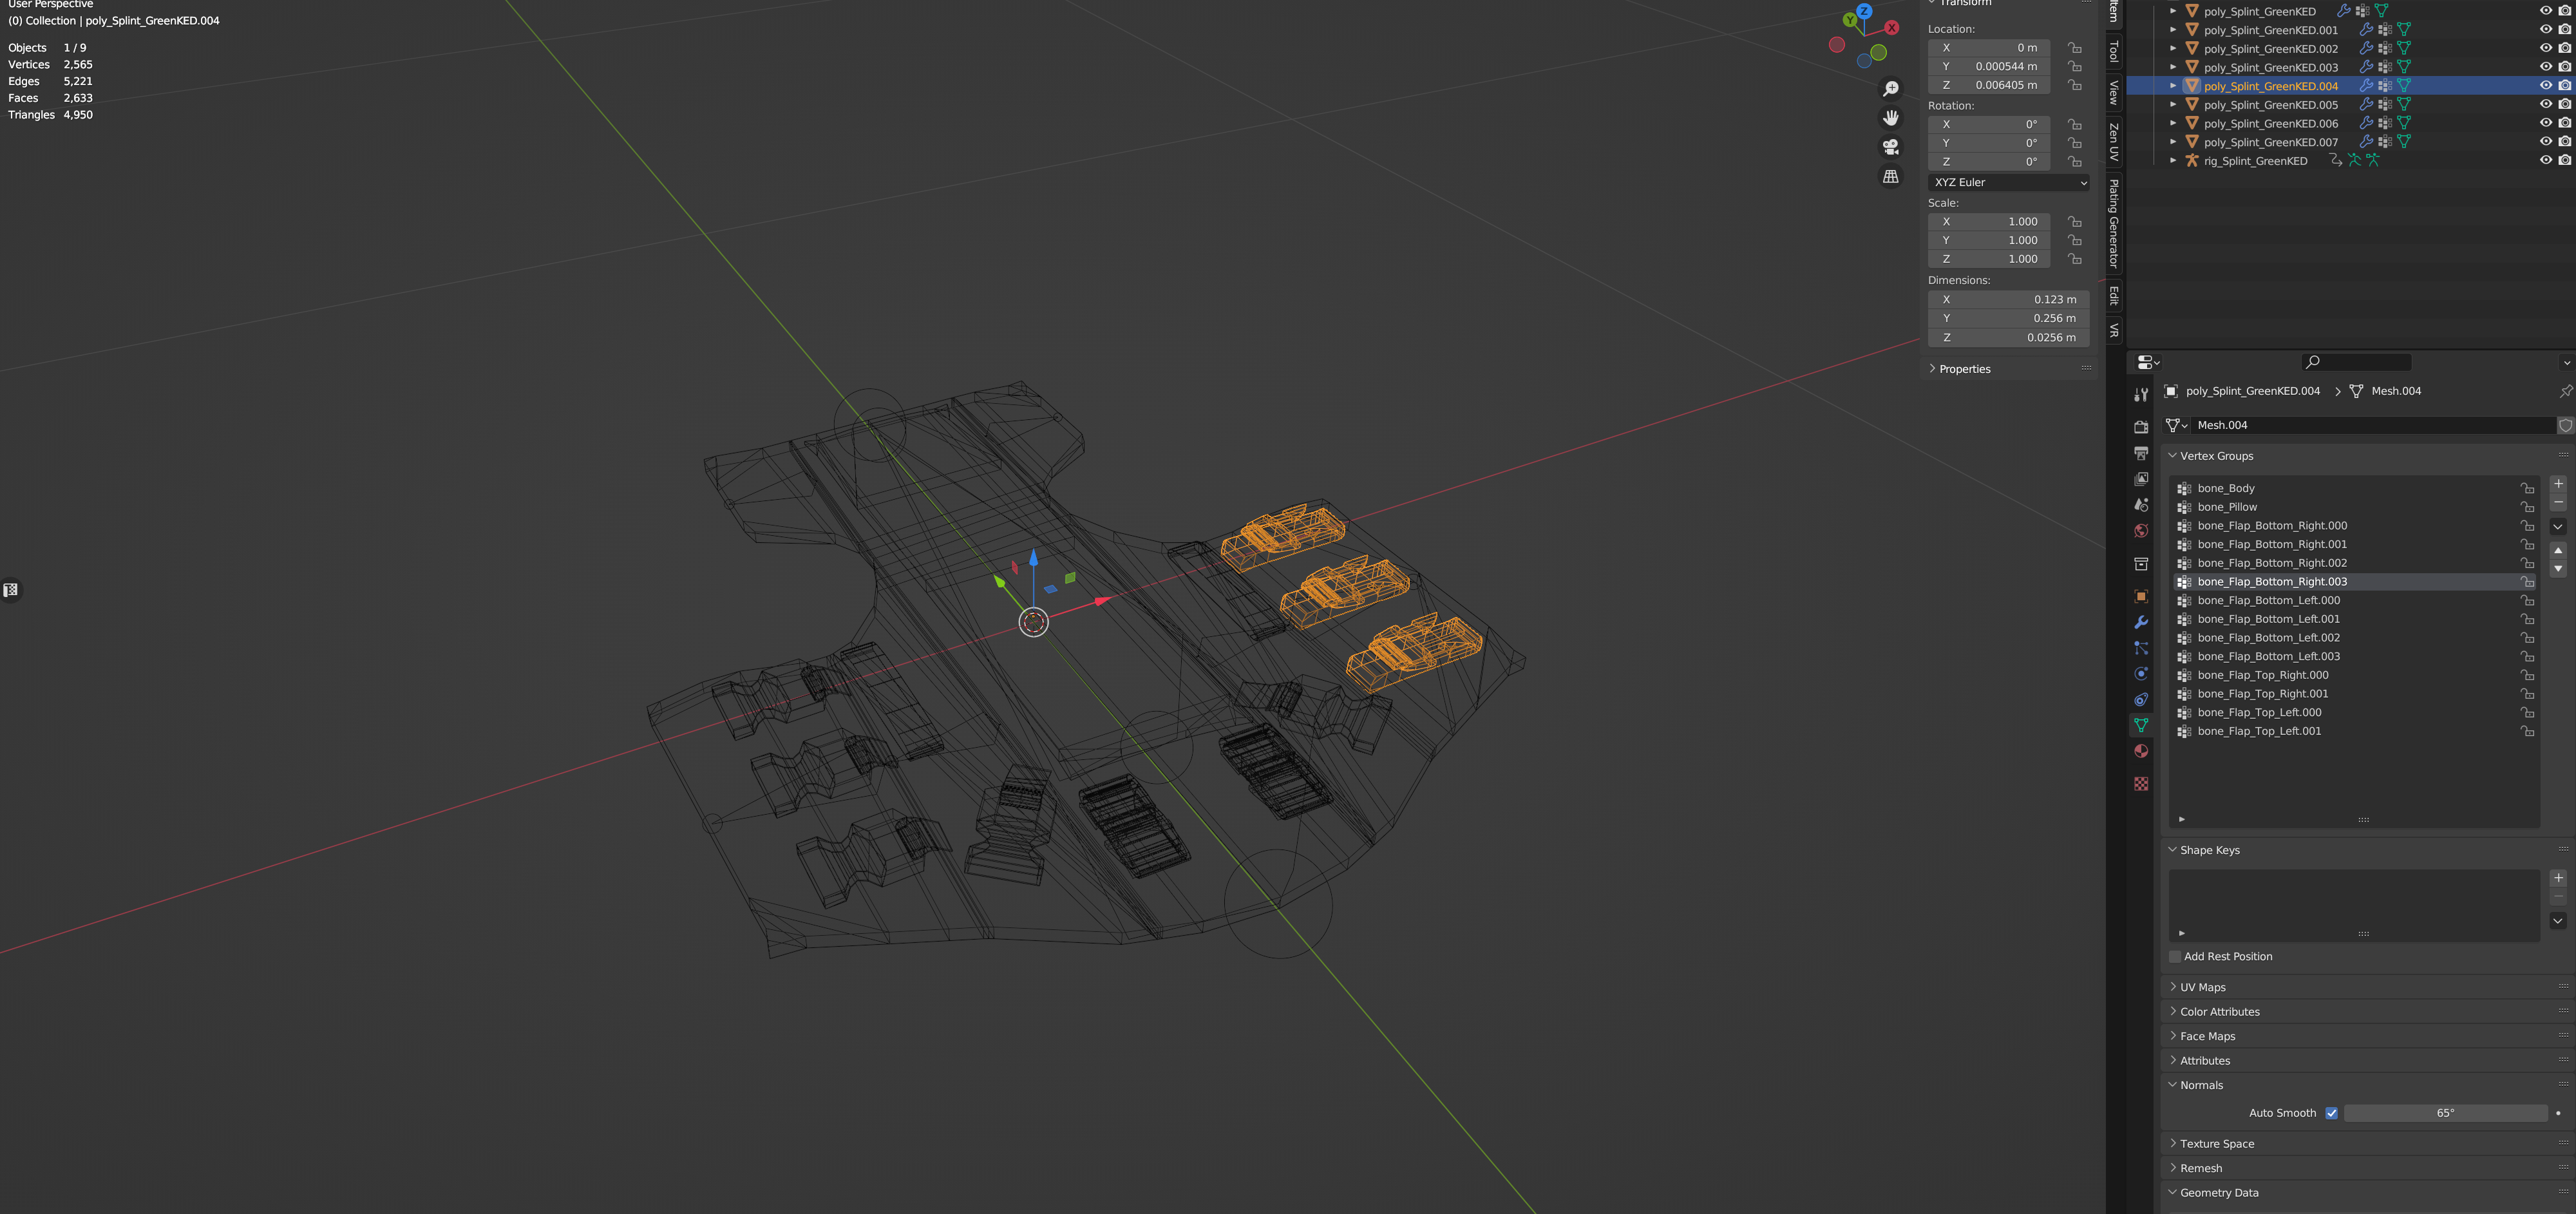 User Perspective
(0) Collection | poly_Splint_GreenKED.004
Objects 1 / 9
Vertices 2,565
Edges 5,221
Faces 2,633
Triangles 4,950
Z
Y
X
Transform
Location:
X 0 m
Y 0.000544 m
Z 0.006405 m
Rotation:
X 0°
Y 0°
Z 0°
XYZ Euler
Scale:
X 1.000
Y 1.000
Z 1.000
Dimensions:
X 0.123 m
Y 0.256 m
Z 0.0256 m
Properties
Item
Tool
View
Zen UV
Plating Generator
Edit
VR
poly_Splint_GreenKED
poly_Splint_GreenKED.001
poly_Splint_GreenKED.002
poly_Splint_GreenKED.003
poly_Splint_GreenKED.004
poly_Splint_GreenKED.005
poly_Splint_GreenKED.006
poly_Splint_GreenKED.007
rig_Splint_GreenKED
poly_Splint_GreenKED.004 > Mesh.004
Mesh.004
Vertex Groups
bone_Body
bone_Pillow
bone_Flap_Bottom_Right.000
bone_Flap_Bottom_Right.001
bone_Flap_Bottom_Right.002
bone_Flap_Bottom_Right.003
bone_Flap_Bottom_Left.000
bone_Flap_Bottom_Left.001
bone_Flap_Bottom_Left.002
bone_Flap_Bottom_Left.003
bone_Flap_Top_Right.000
bone_Flap_Top_Right.001
bone_Flap_Top_Left.000
bone_Flap_Top_Left.001
Shape Keys
Add Rest Position
UV Maps
Color Attributes
Face Maps
Attributes
Normals
Auto Smooth 65°
Texture Space
Remesh
Geometry Data